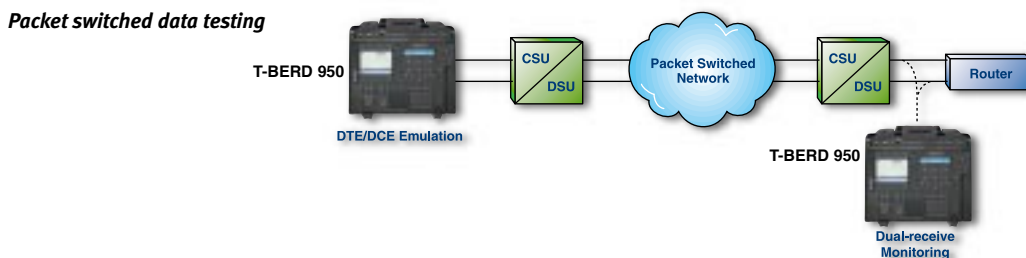 Packet switched data testing
T-BERD 950
DTE/DCE Emulation
CSU
DSU
Packet Switched
Network
CSU
DSU
Router
T-BERD 950
Dual-receive
Monitoring